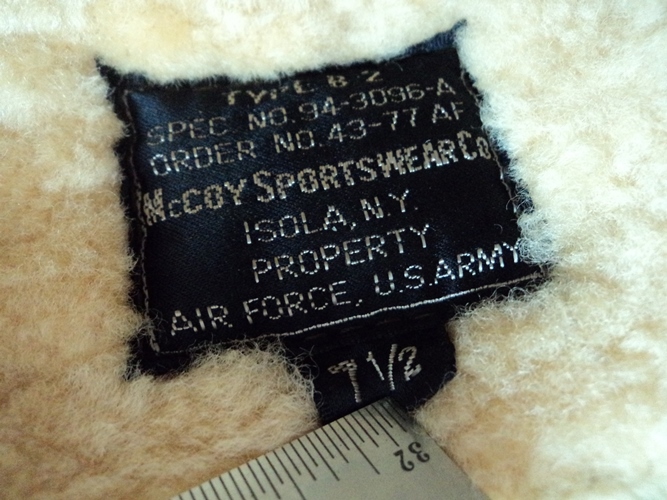 TYPE B-2
SPEC NO. 94-3096-A
ORDER NO. 43-77 AF
McCOY SPORTSWEAR Co
ISOLA, N.Y.
PROPERTY
AIR FORCE, U.S. ARMY
7 1/2
32